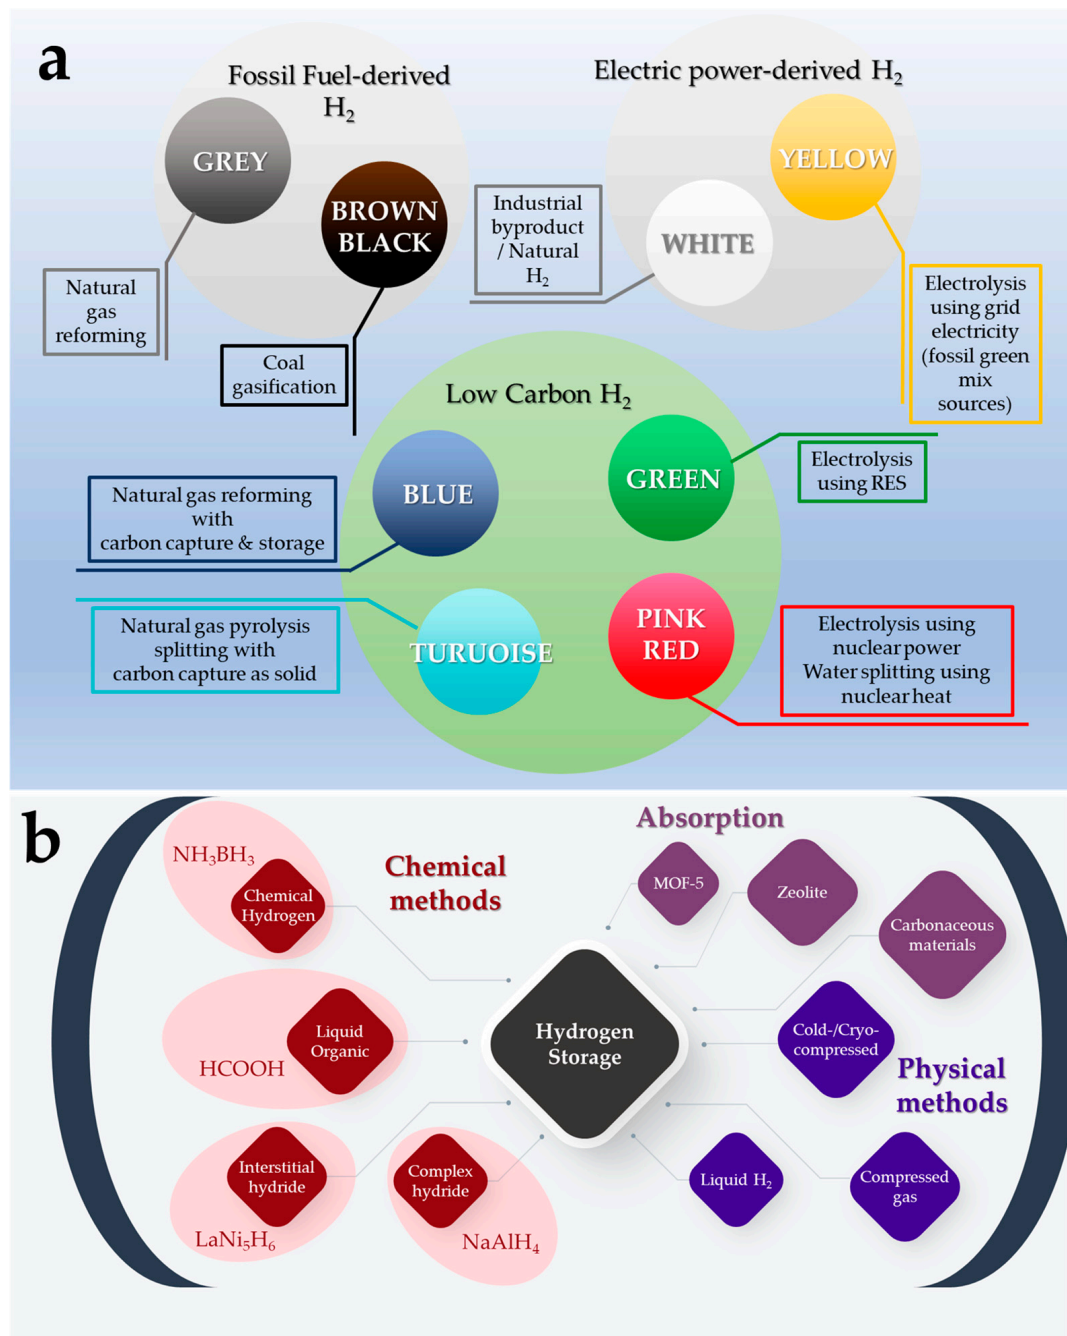 a
Fossil Fuel-derived
H₂
GREY
BROWN
BLACK
Natural
gas
reforming
Coal
gasification
Electric power-derived H₂
YELLOW
WHITE
Industrial
byproduct
/ Natural
H₂
Electrolysis
using grid
electricity
(fossil green
mix
sources)
Low Carbon H₂
BLUE
GREEN
Electrolysis
using RES
Natural gas reforming
with
carbon capture & storage
TURUOISE
PINK
RED
Natural gas pyrolysis
splitting with
carbon capture as solid
Electrolysis using
nuclear power
Water splitting using
nuclear heat
b
Chemical
methods
NH₃BH₃
Chemical
Hydrogen
Liquid
Organic
HCOOH
Interstitial
hydride
LaNi₅H₆
Complex
hydride
NaAlH₄
Hydrogen
Storage
Absorption
MOF-5
Zeolite
Carbonaceous
materials
Cold-/Cryo-
compressed
Physical
methods
Liquid H₂
Compressed
gas